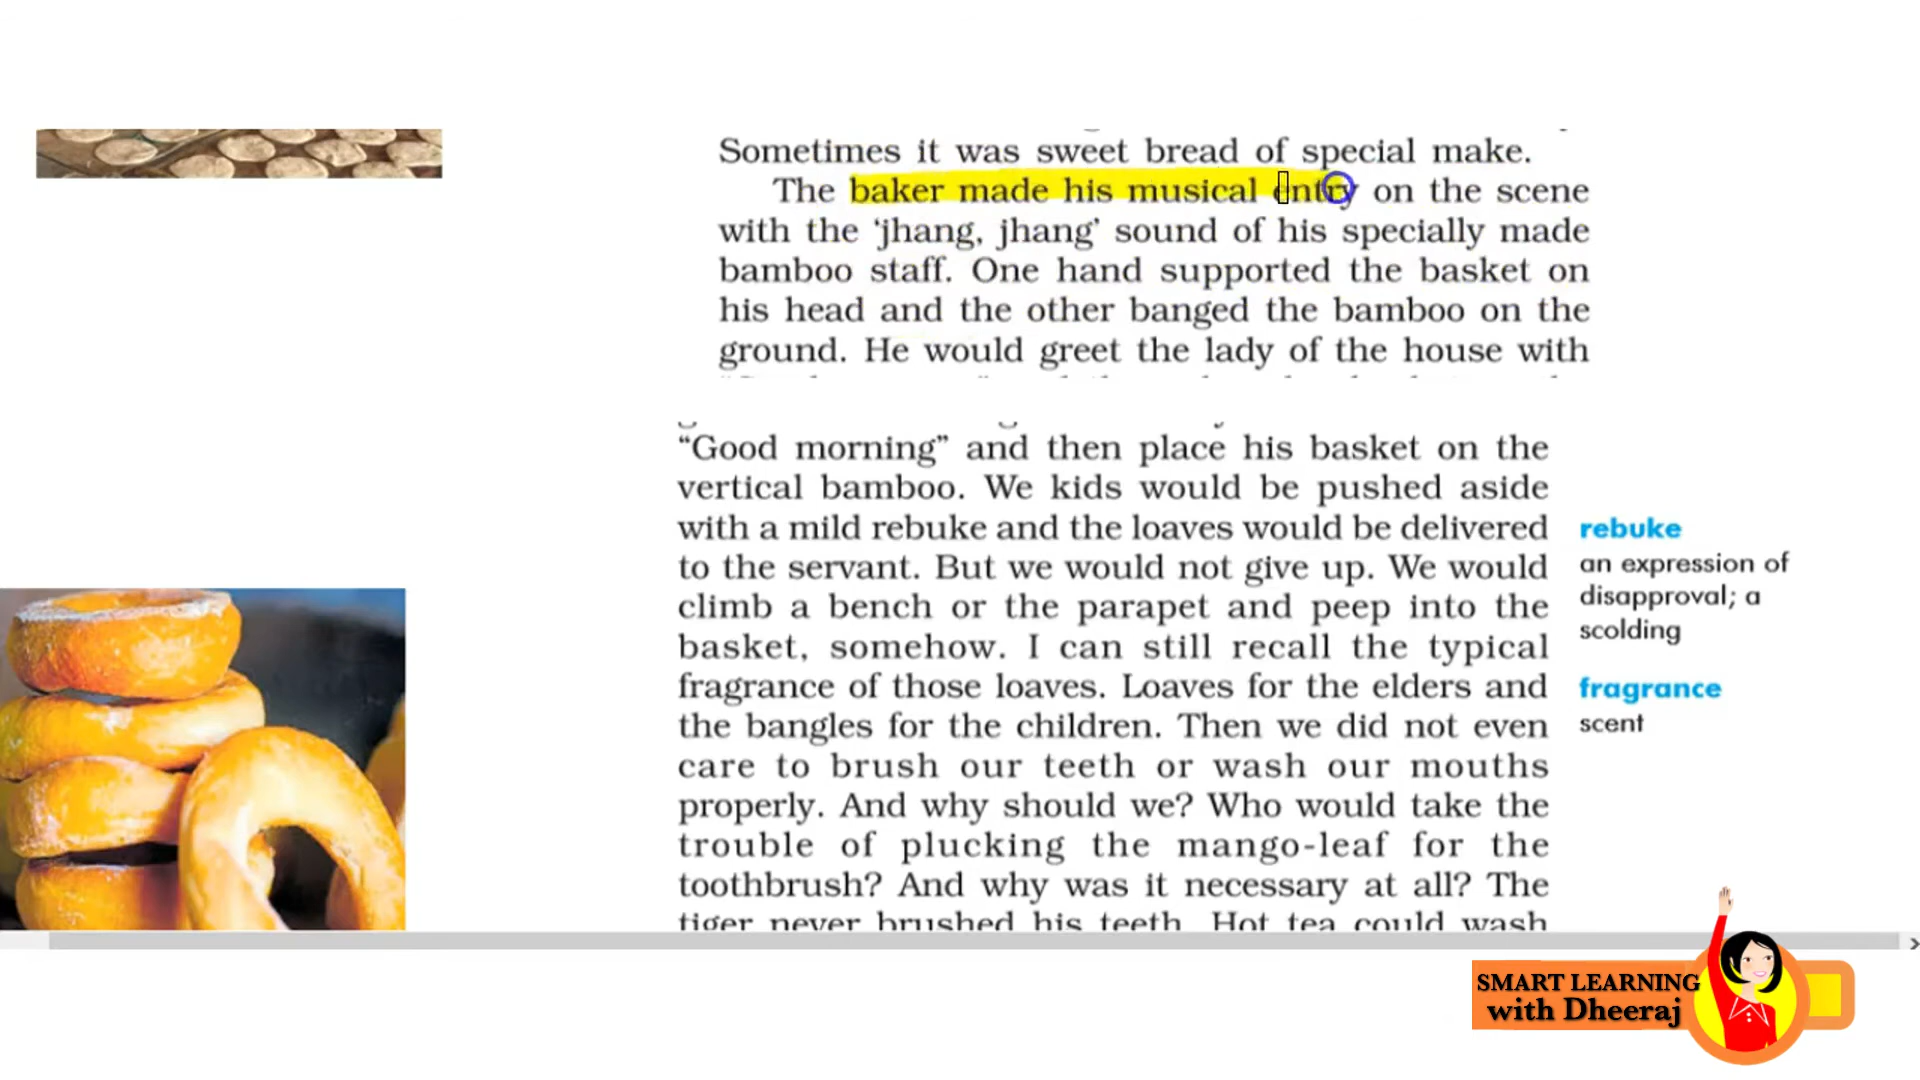 Sometimes it was sweet bread of special make.
The baker made his musical entry on the scene
with the ‘jhang, jhang’ sound of his specially made
bamboo staff. One hand supported the basket on
his head and the other banged the bamboo on the
ground. He would greet the lady of the house with
“Good morning” and then place his basket on the
vertical bamboo. We kids would be pushed aside
with a mild rebuke and the loaves would be delivered
to the servant. But we would not give up. We would
climb a bench or the parapet and peep into the
basket, somehow. I can still recall the typical
fragrance of those loaves. Loaves for the elders and
the bangles for the children. Then we did not even
care to brush our teeth or wash our mouths
properly. And why should we? Who would take the
trouble of plucking the mango-leaf for the
toothbrush? And why was it necessary at all? The
tiger never brushed his teeth. Hot tea could wash
rebuke
an expression of
disapproval; a
scolding
fragrance
scent
SMART LEARNING
with Dheeraj